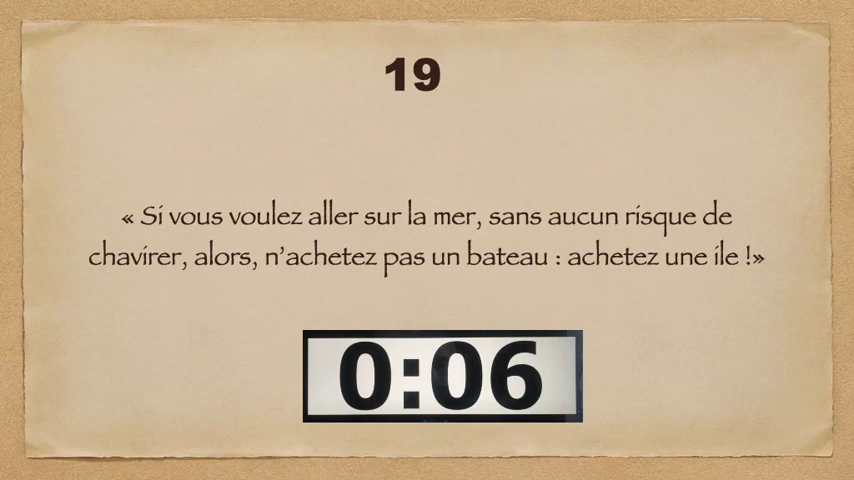 19
« Si vous voulez aller sur la mer, sans aucun risque de
chavirer, alors, n’achetez pas un bateau : achetez une ile !»
0:06